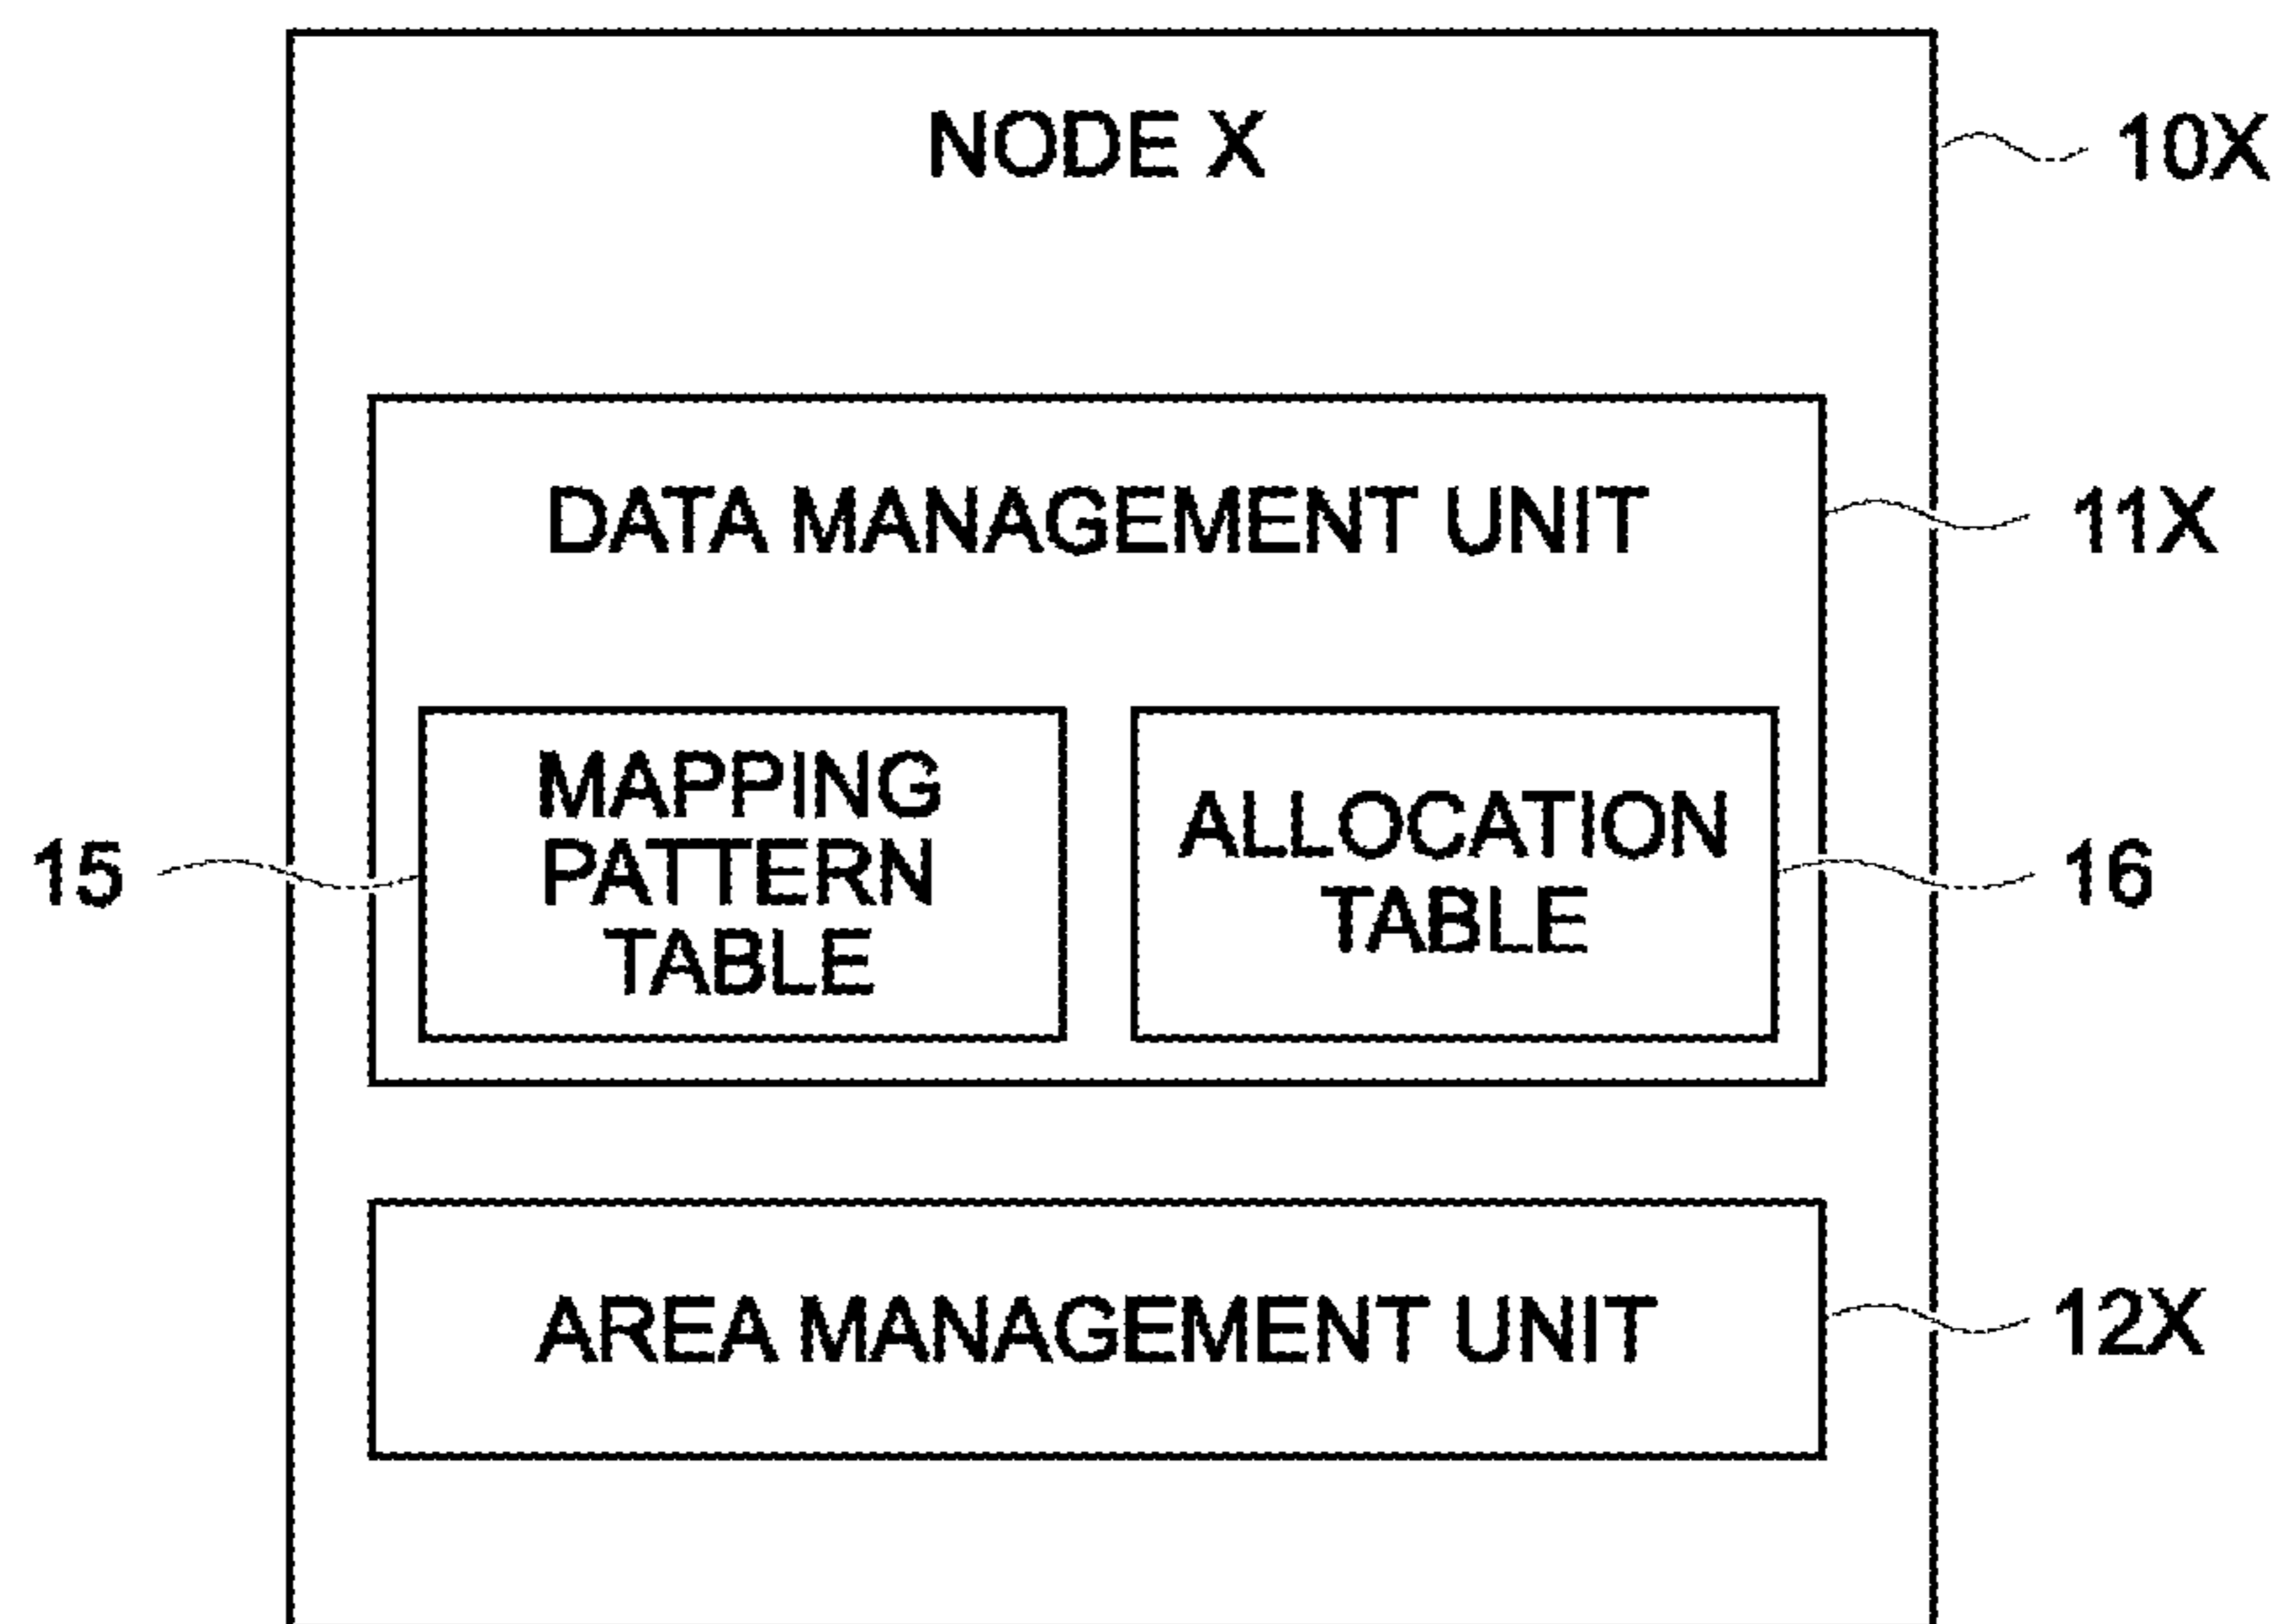 NODE X
10X
DATA MANAGEMENT UNIT
11X
MAPPING
PATTERN
TABLE
ALLOCATION
TABLE
15
16
AREA MANAGEMENT UNIT
12X